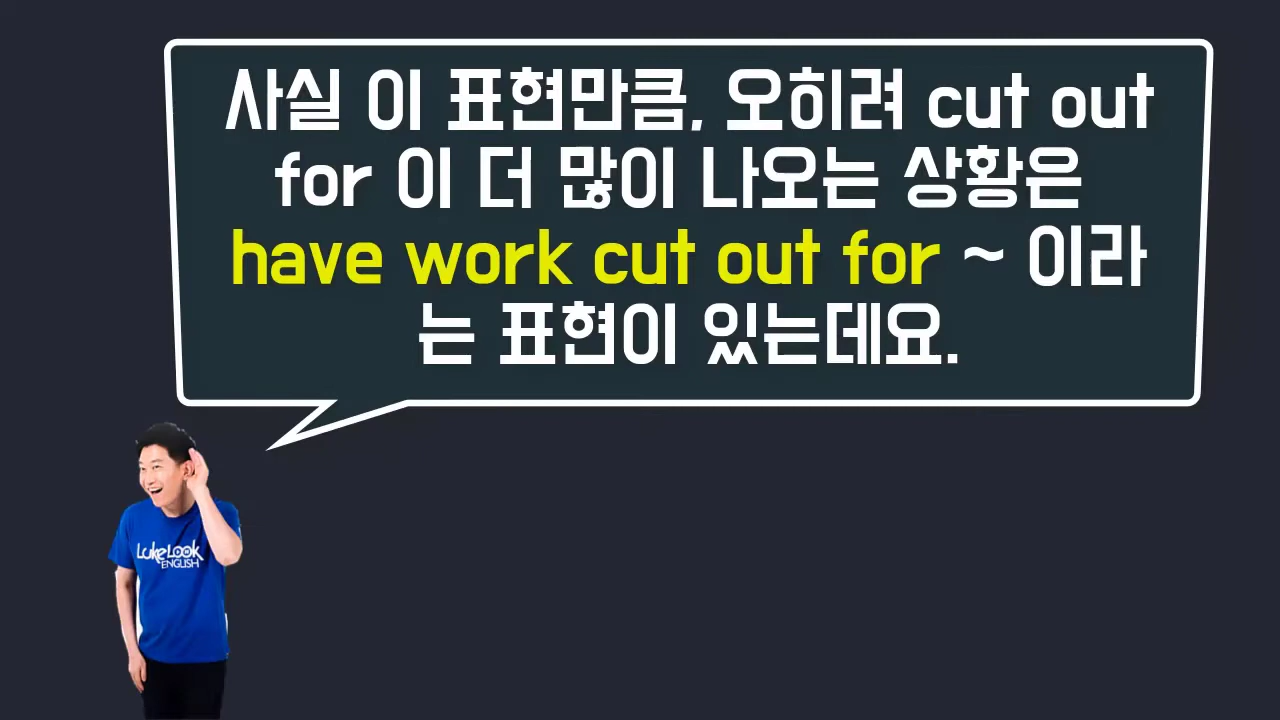 사실 이 표현만큼, 오히려 cut out
for 이 더 많이 나오는 상황은
have work cut out for ~ 이라
는 표현이 있는데요.
LukeLook
ENGLISH